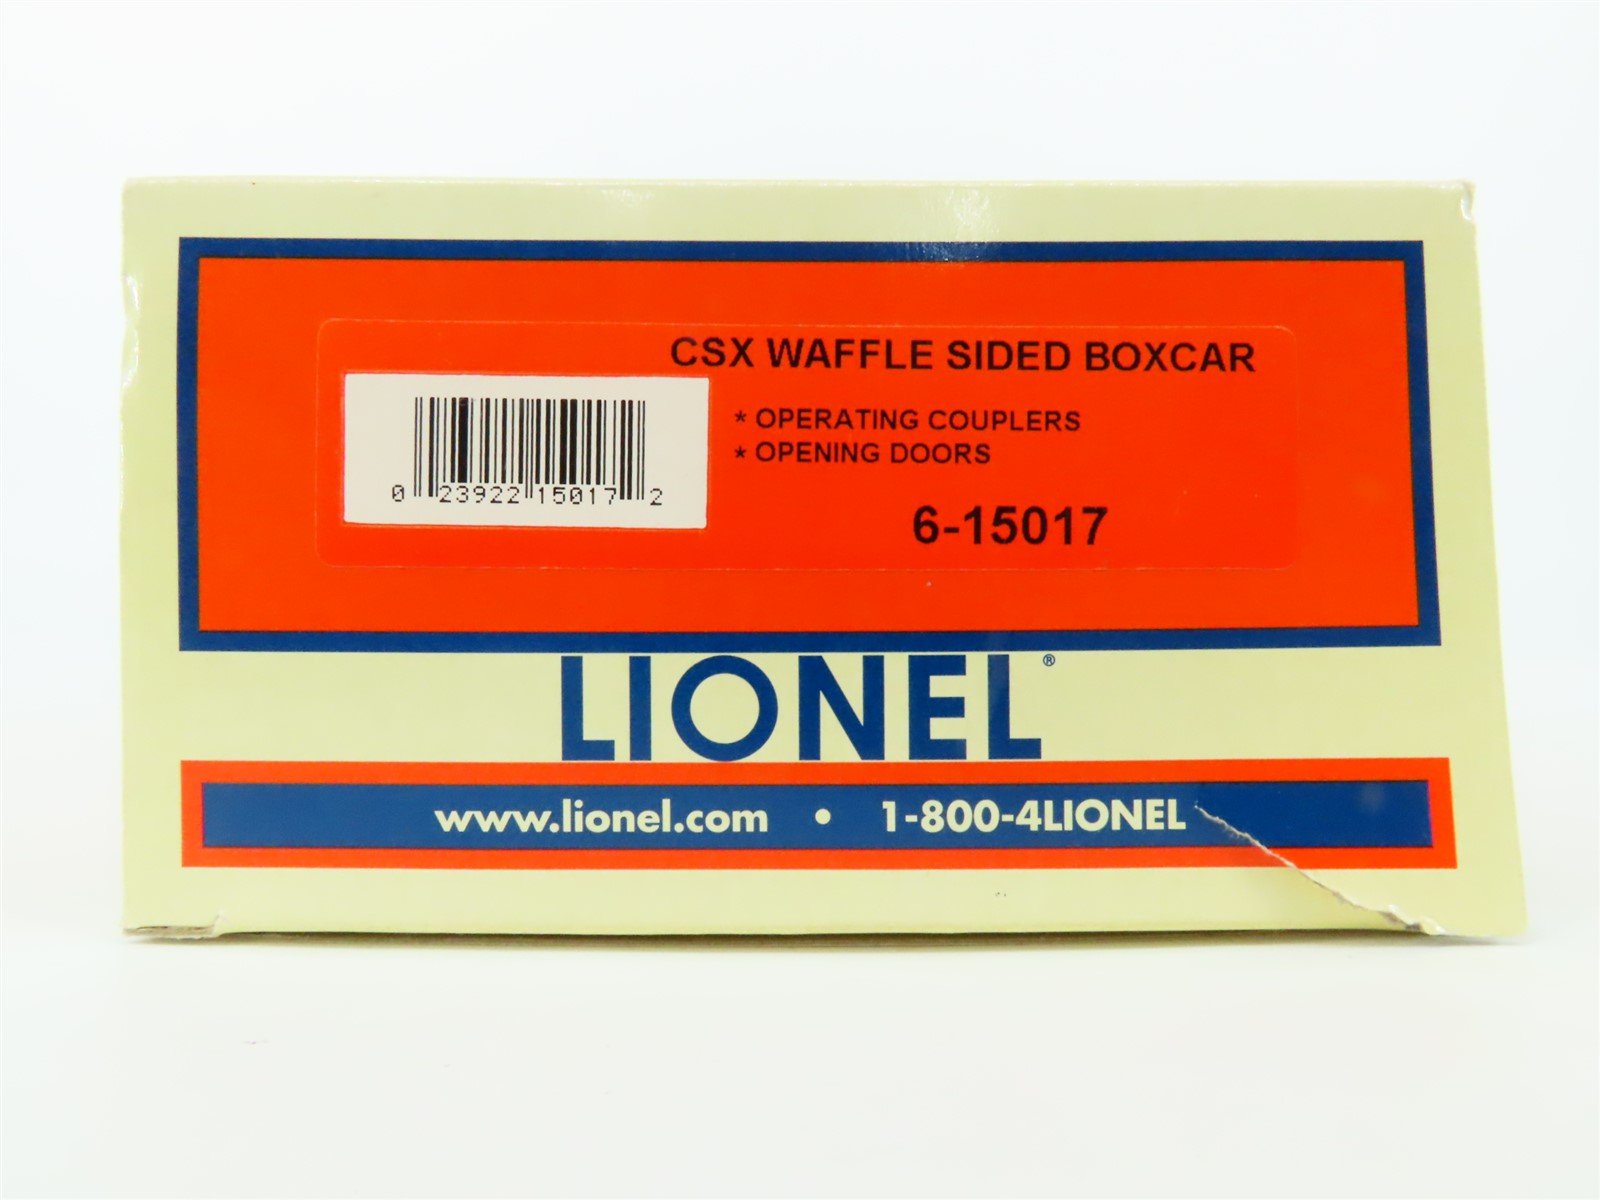 CSX WAFFLE SIDED BOXCAR
* OPERATING COUPLERS
* OPENING DOORS
0 23922 15017 2
6-15017
LIONEL®
www.lionel.com • 1-800-4LIONEL